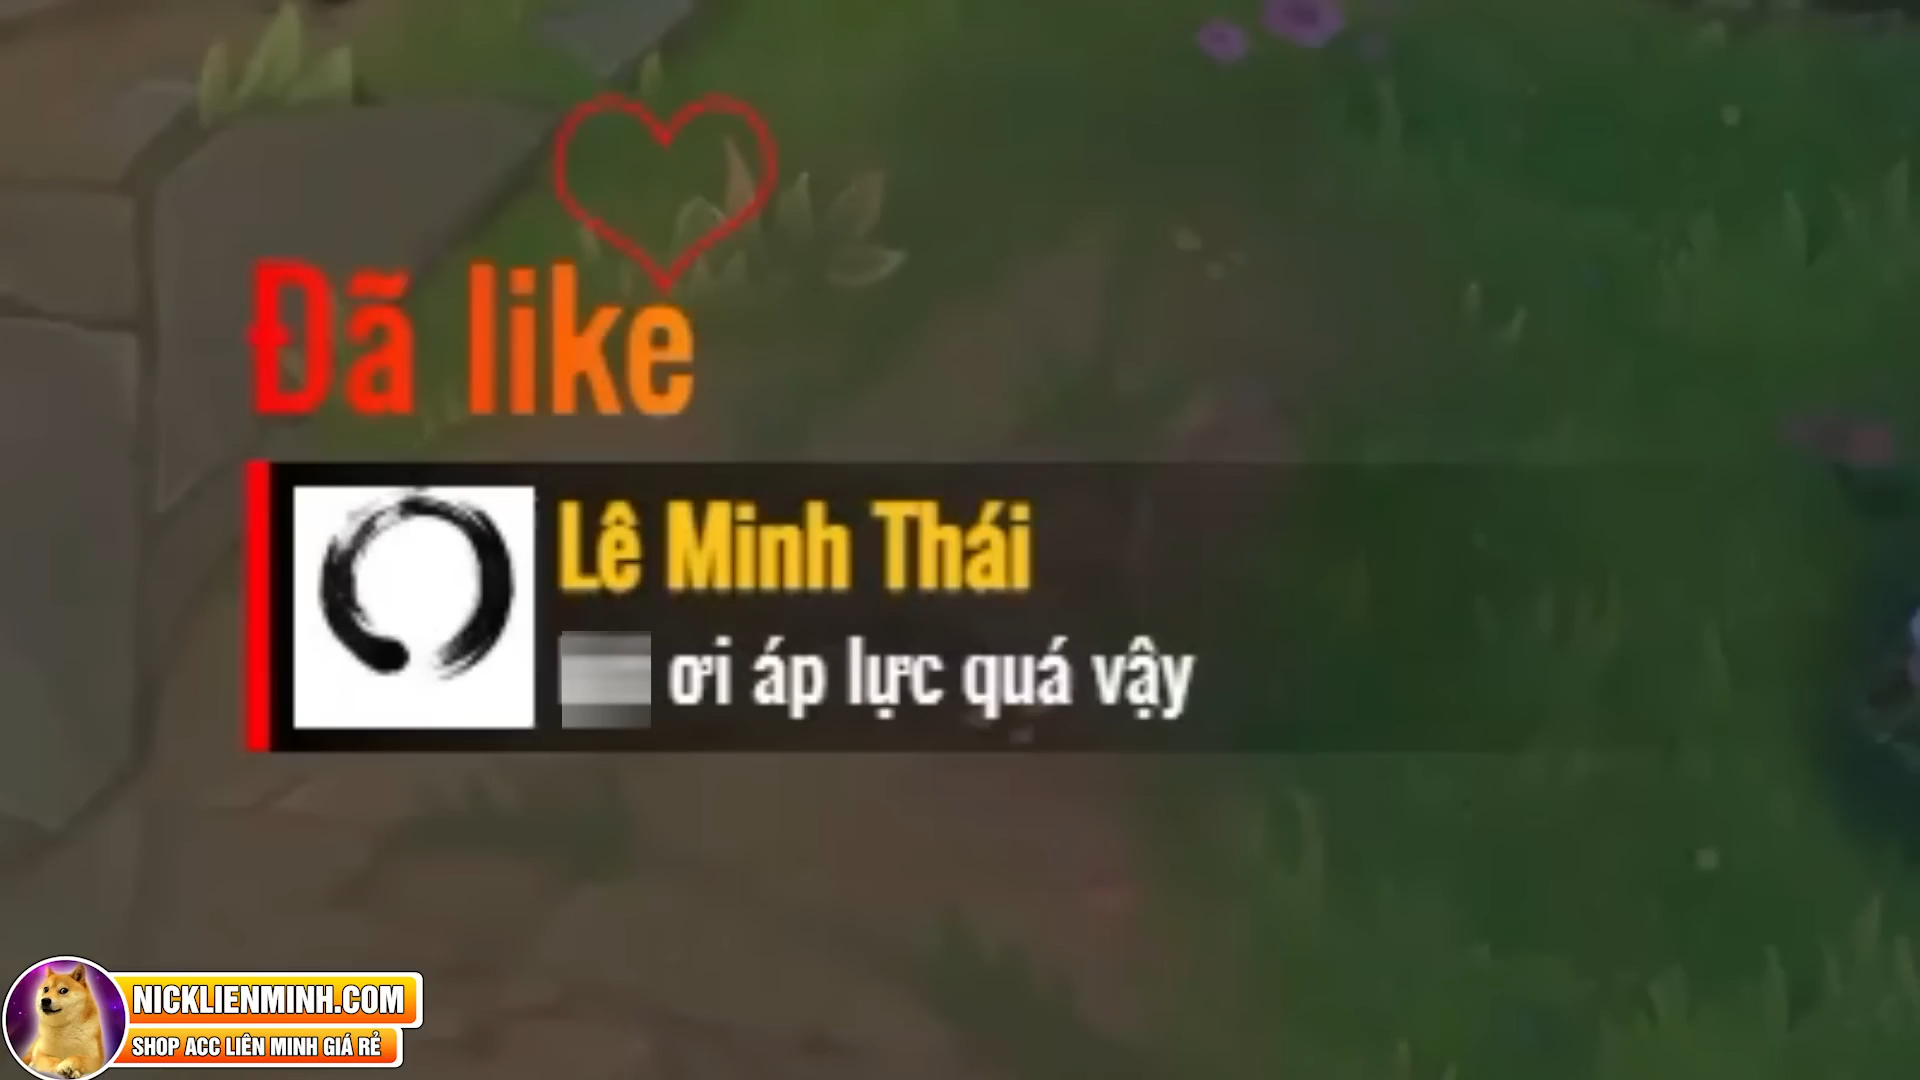 Đã like
Lê Minh Thái
ơi áp lực quá vậy
NICKLIENMINH.COM
SHOP ACC LIÊN MINH GIÁ RẺ